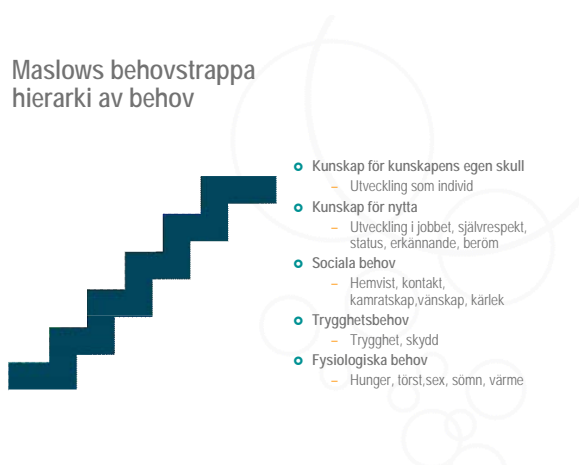 Maslows behovstrappa
hierarki av behov
Kunskap för kunskapens egen skull
– Utveckling som individ
Kunskap för nytta
– Utveckling i jobbet, självrespekt,
status, erkännande, beröm
Sociala behov
– Hemvist, kontakt,
kamratskap,vänskap, kärlek
Trygghetsbehov
– Trygghet, skydd
Fysiologiska behov
– Hunger, törst,sex, sömn, värme